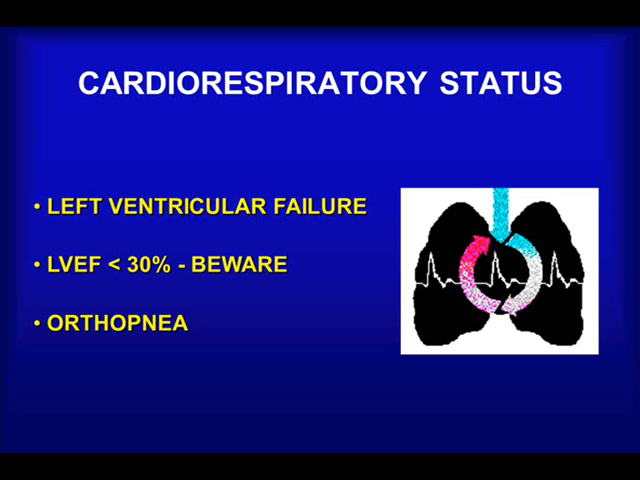 CARDIORESPIRATORY STATUS
• LEFT VENTRICULAR FAILURE
• LVEF < 30% - BEWARE
• ORTHOPNEA